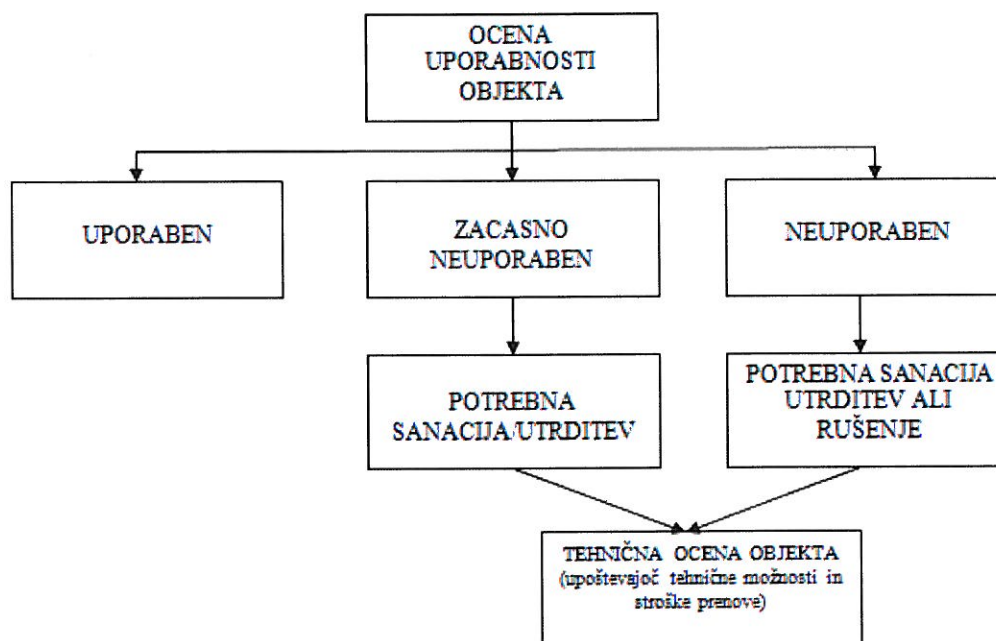 OCENA
UPORABNOSTI
OBJEKTA
UPORABEN
ZACASNO
NEUPORABEN
NEUPORABEN
POTREBNA
SANACIJA/UTRDITEV
POTREBNA SANACIJA
UTRDITEV ALI
RUŠENJE
TEHNIČNA OCENA OBJEKTA
(upoštevajoč tehnične možnosti in
stroške prenove)